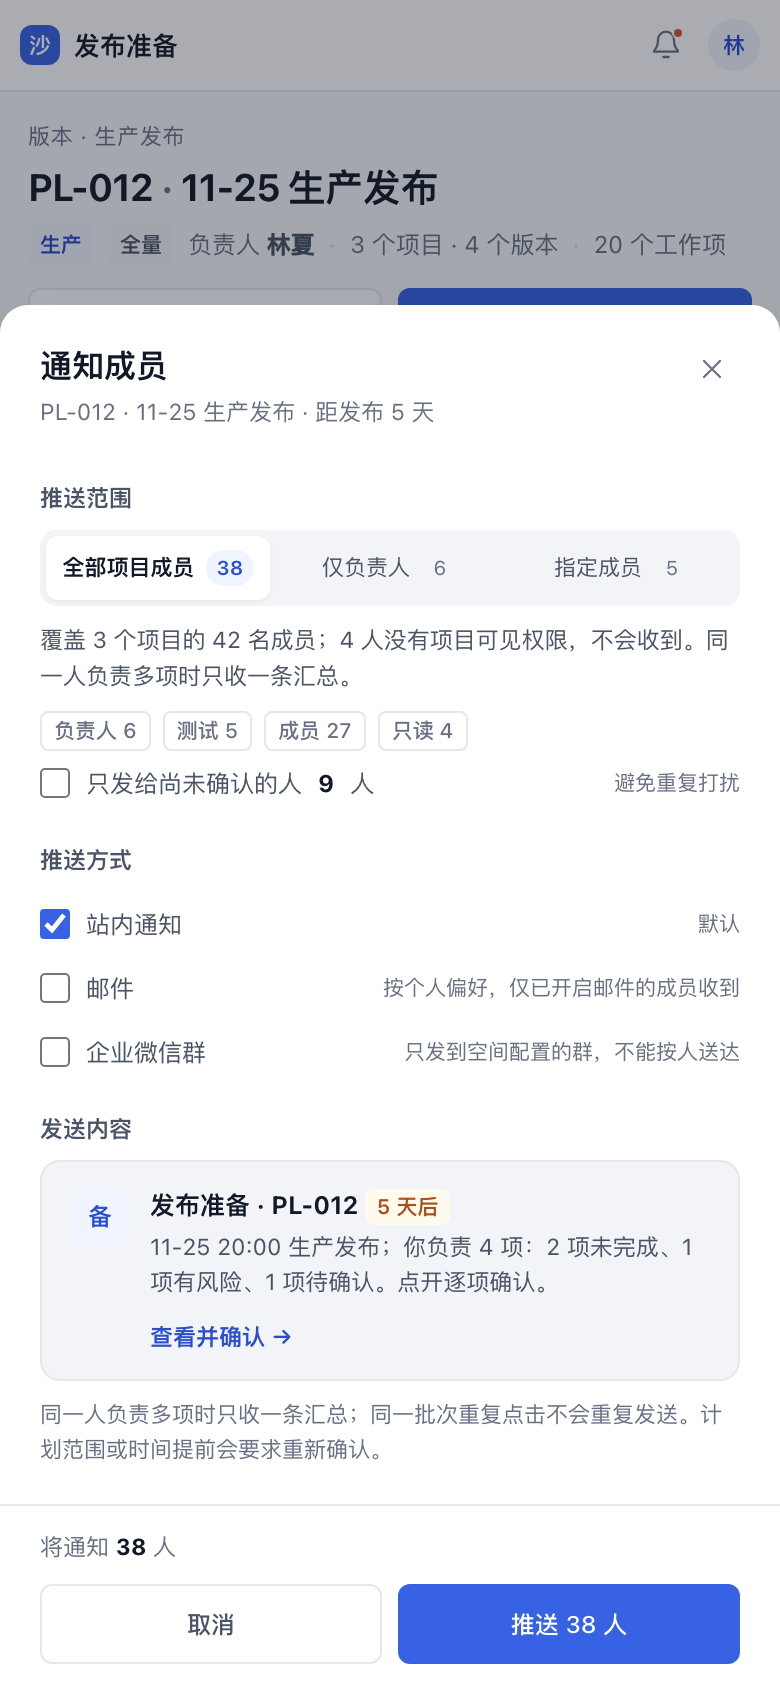 沙 发布准备 林
版本 · 生产发布
PL-012 · 11-25 生产发布
生产 全量 负责人 林夏 · 3 个项目 · 4 个版本 · 20 个工作项
通知成员
PL-012 · 11-25 生产发布 · 距发布 5 天
推送范围
全部项目成员 38 仅负责人 6 指定成员 5
覆盖 3 个项目的 42 名成员；4 人没有项目可见权限，不会收到。同
一人负责多项时只收一条汇总。
负责人 6 测试 5 成员 27 只读 4
只发给尚未确认的人 9 人 避免重复打扰
推送方式
站内通知 默认
邮件 按个人偏好，仅已开启邮件的成员收到
企业微信群 只发到空间配置的群，不能按人送达
发送内容
备 发布准备 · PL-012 5 天后
11-25 20:00 生产发布；你负责 4 项：2 项未完成、1
项有风险、1 项待确认。点开逐项确认。
查看并确认 →
同一人负责多项时只收一条汇总；同一批次重复点击不会重复发送。计
划范围或时间提前会要求重新确认。
将通知 38 人
取消 推送 38 人